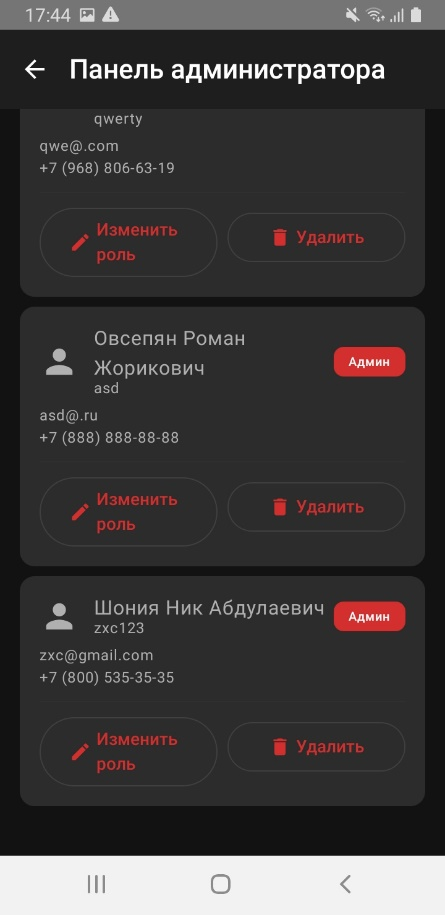 17:44
Панель администратора
qwerty
qwe@.com
+7 (968) 806-63-19
Изменить
роль
Удалить
Овсепян Роман
Жорикович
Админ
asd
asd@.ru
+7 (888) 888-88-88
Изменить
роль
Удалить
Шония Ник Абдулаевич
Админ
zxc123
zxc@gmail.com
+7 (800) 535-35-35
Изменить
роль
Удалить